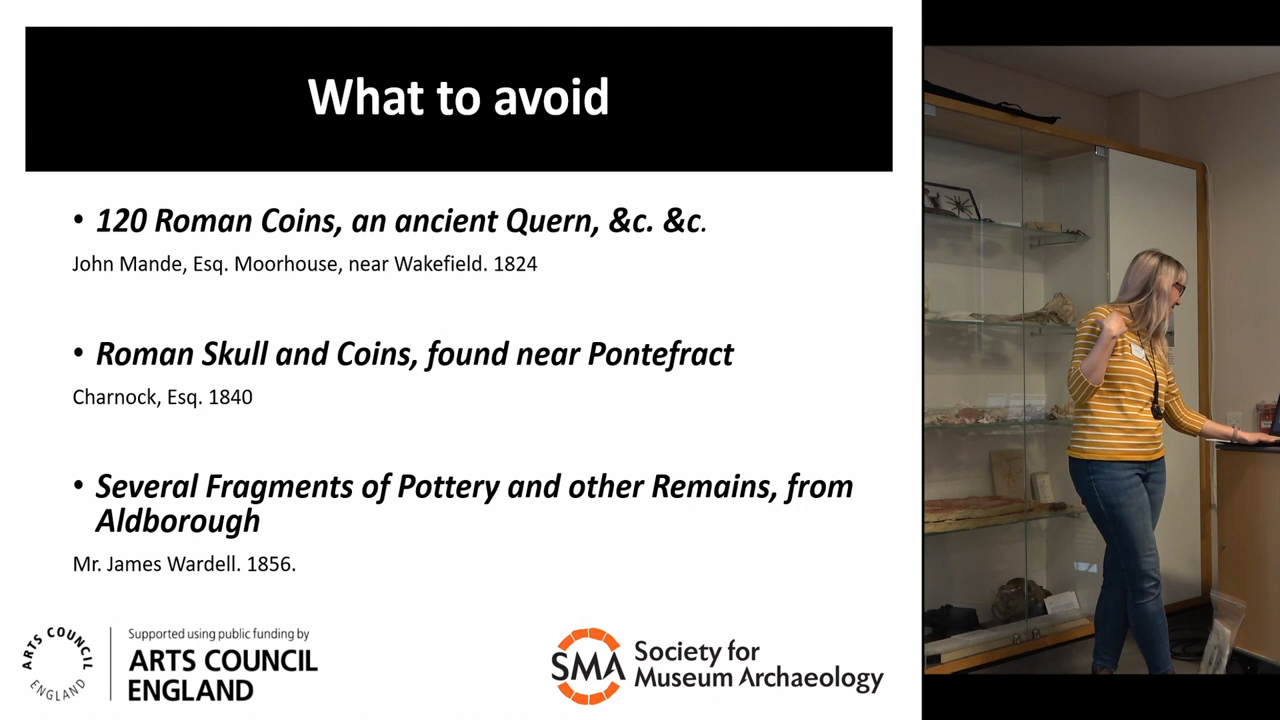 What to avoid
• 120 Roman Coins, an ancient Quern, &c. &c.
John Mande, Esq. Moorhouse, near Wakefield. 1824
• Roman Skull and Coins, found near Pontefract
Charnock, Esq. 1840
• Several Fragments of Pottery and other Remains, from
Aldborough
Mr. James Wardell. 1856.
ARTS COUNCIL
ENGLAND
Supported using public funding by
ARTS COUNCIL
ENGLAND
SMA
Society for
Museum Archaeology